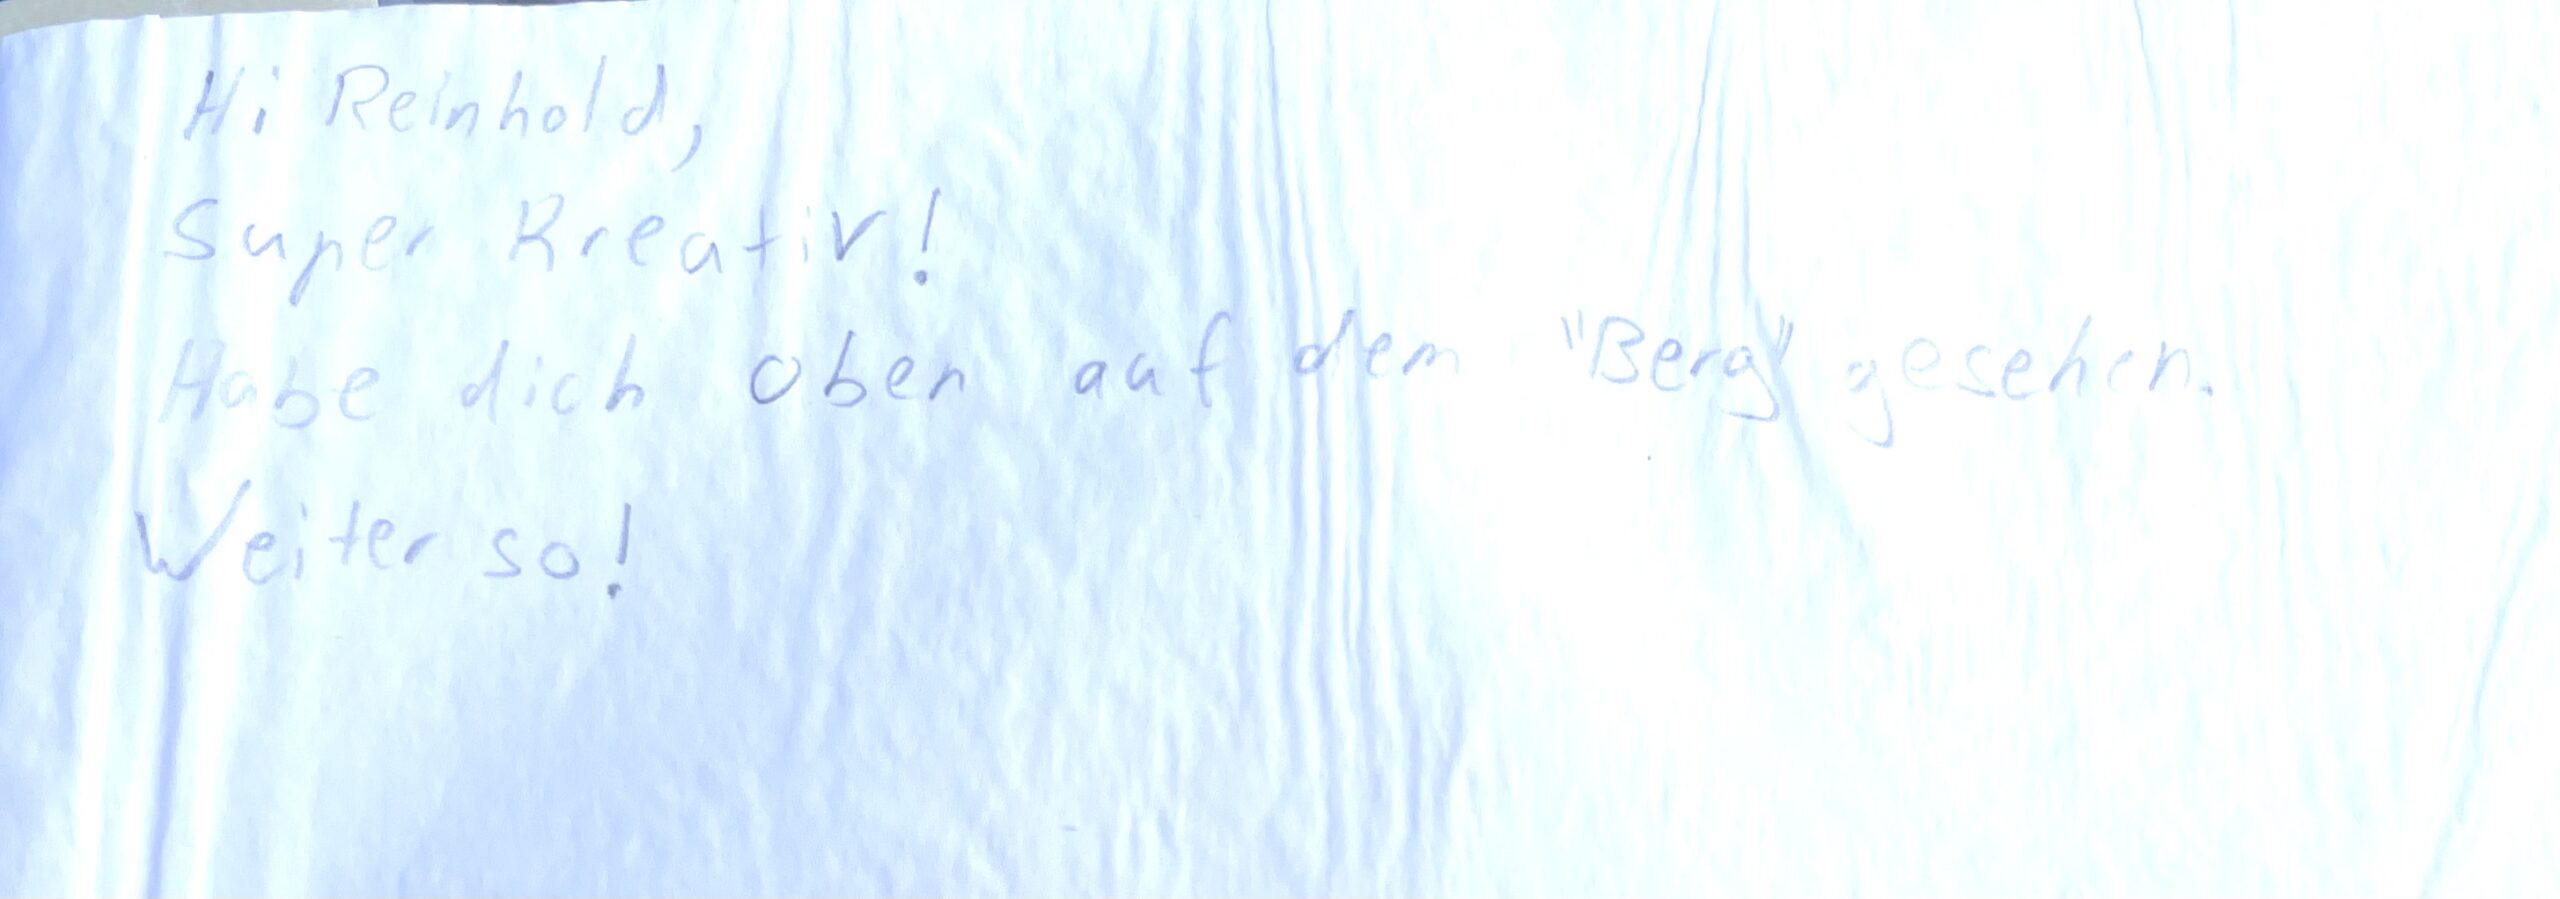 Hi Reinhold,
Super Kreativ!
Habe dich oben auf dem "Berg" gesehen.
Weiter so!